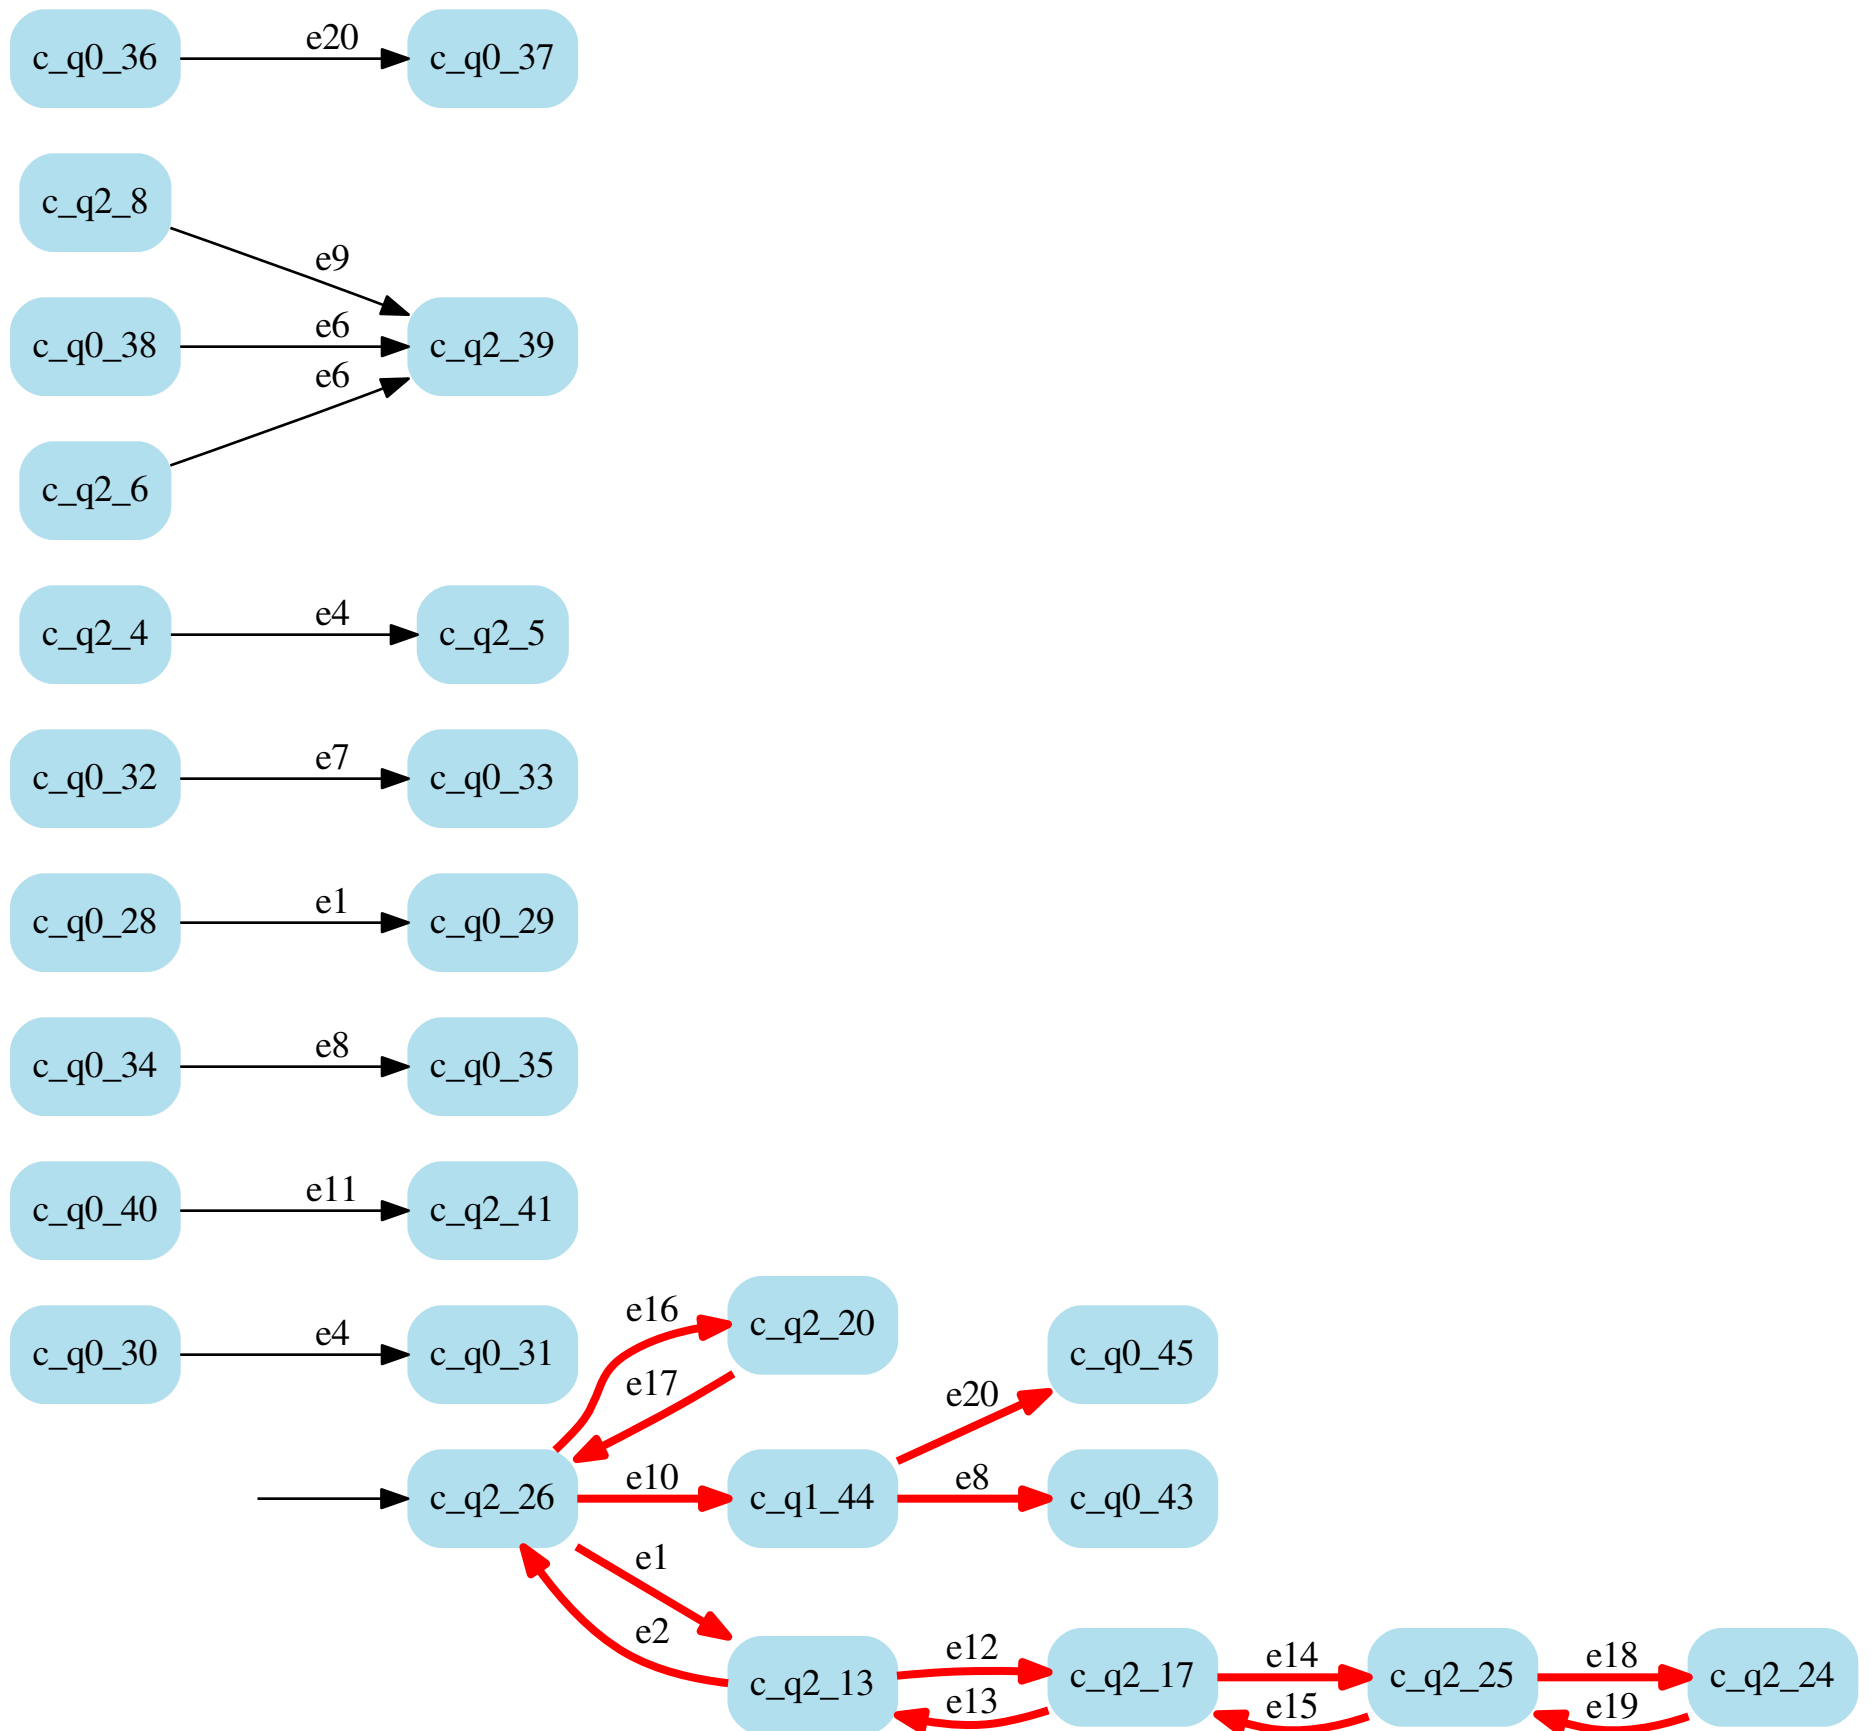 c_q0_36 e20 c_q0_37
c_q2_8
e9
c_q0_38 e6 c_q2_39
e6
c_q2_6
c_q2_4 e4 c_q2_5
c_q0_32 e7 c_q0_33
c_q0_28 e1 c_q0_29
c_q0_34 e8 c_q0_35
c_q0_40 e11 c_q2_41
c_q0_30 e4 c_q0_31
e16 c_q2_20
e17
c_q0_45
e20
c_q2_26 e10 c_q1_44 e8 c_q0_43
e1
e2
c_q2_13 e12 c_q2_17 e14 c_q2_25 e18 c_q2_24
e13 e15 e19